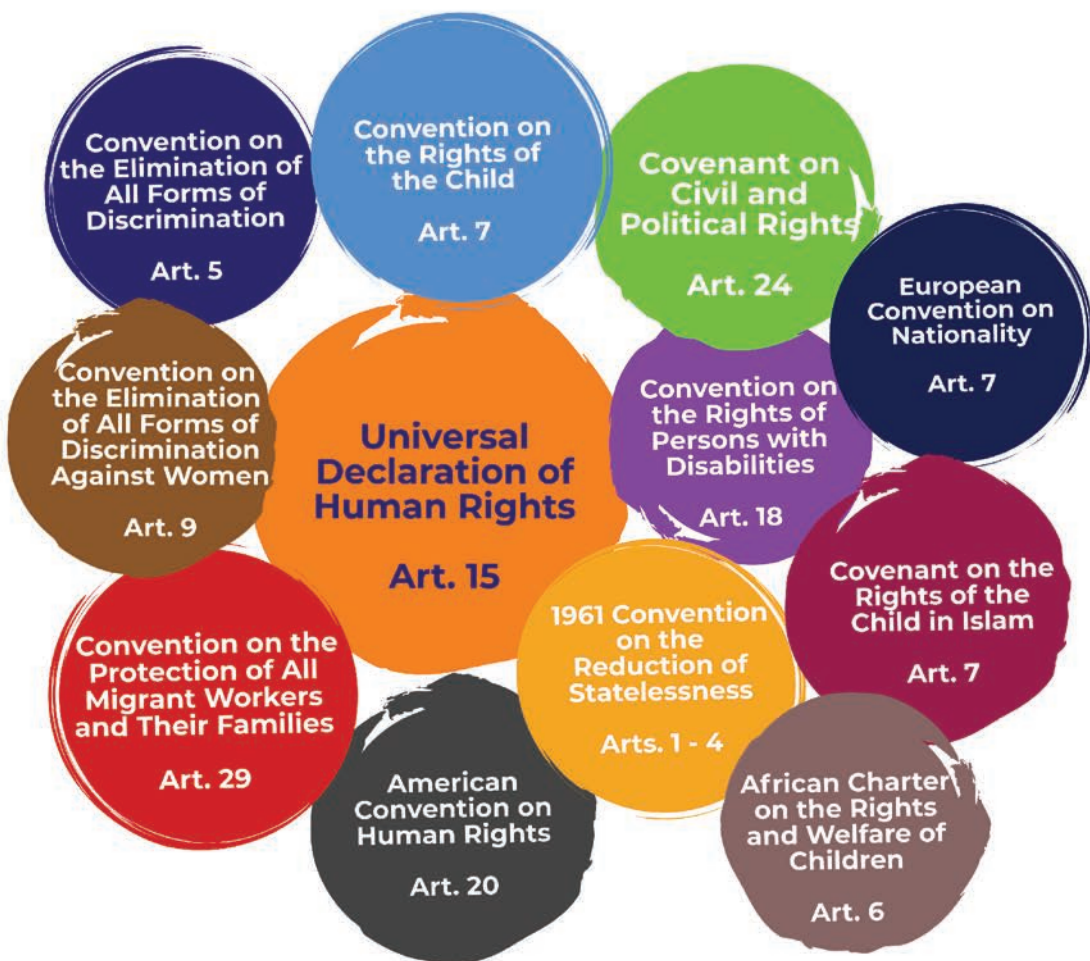 Convention on
the Elimination of
All Forms of
Discrimination
Art. 5
Convention on
the Rights of
the Child
Art. 7
Covenant on
Civil and
Political Rights
Art. 24
European
Convention on
Nationality
Art. 7
Convention on
the Elimination
of All Forms of
Discrimination
Against Women
Art. 9
Universal
Declaration of
Human Rights
Art. 15
Convention on
the Rights of
Persons with
Disabilities
Art. 18
Covenant on the
Rights of the
Child in Islam
Art. 7
Convention on the
Protection of All
Migrant Workers
and Their Families
Art. 29
American
Convention on
Human Rights
Art. 20
1961 Convention
on the
Reduction of
Statelessness
Arts. 1 - 4
African Charter
on the Rights
and Welfare of
Children
Art. 6